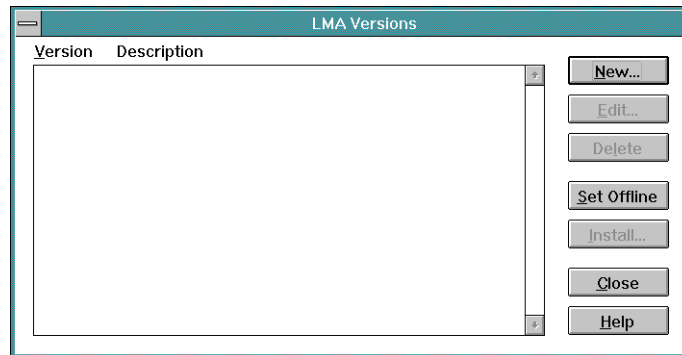 LMA Versions
Version Description
New...
Edit...
Delete
Set Offline
Install...
Close
Help